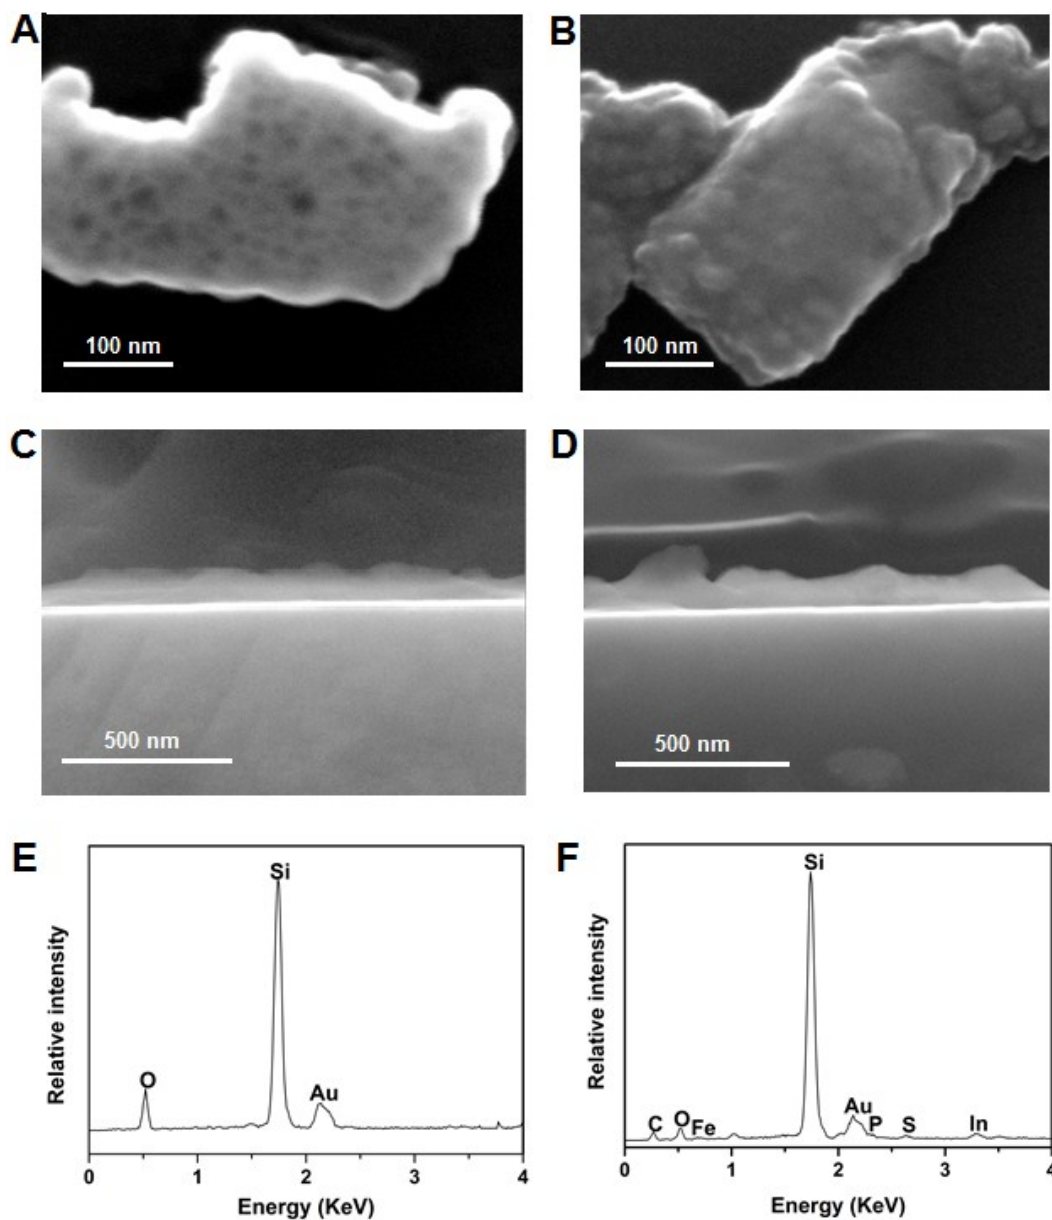 A
B
100 nm
100 nm
C
D
500 nm
500 nm
E
F
Relative intensity
Si
O
Au
0 1 2 3 4
Energy (KeV)
Relative intensity
Si
C O Fe Au P S In
0 1 2 3 4
Energy (KeV)